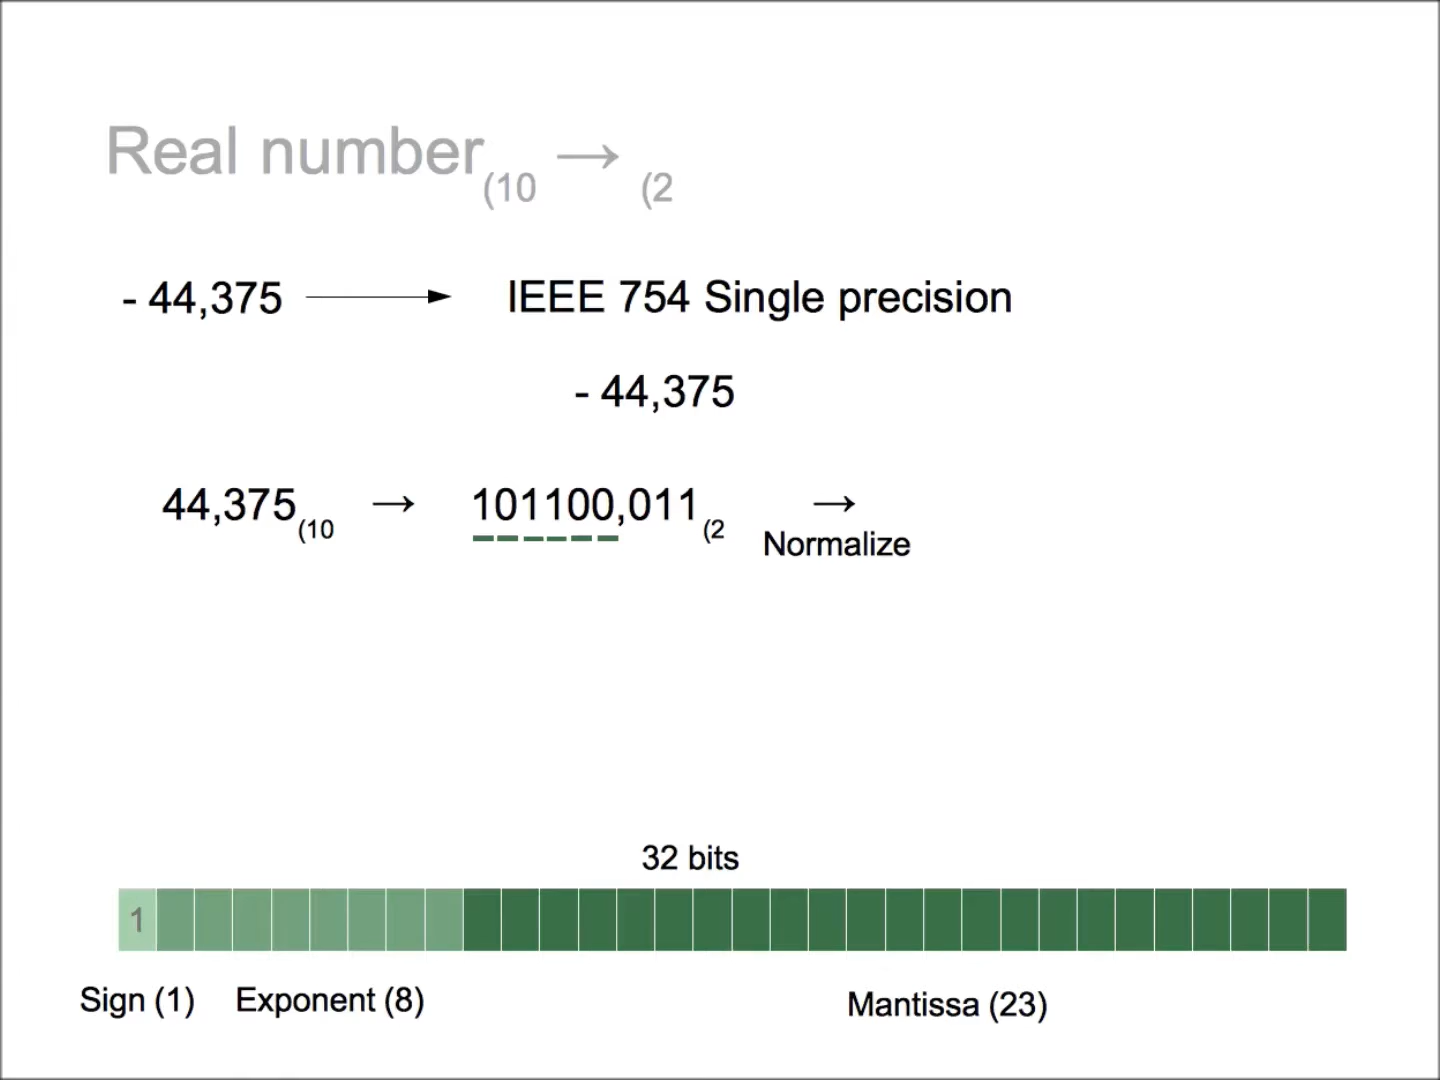 Real number(10 → (2
- 44,375 → IEEE 754 Single precision
- 44,375
44,375(10 → 101100,011(2 →
Normalize
32 bits
1
Sign (1) Exponent (8) Mantissa (23)